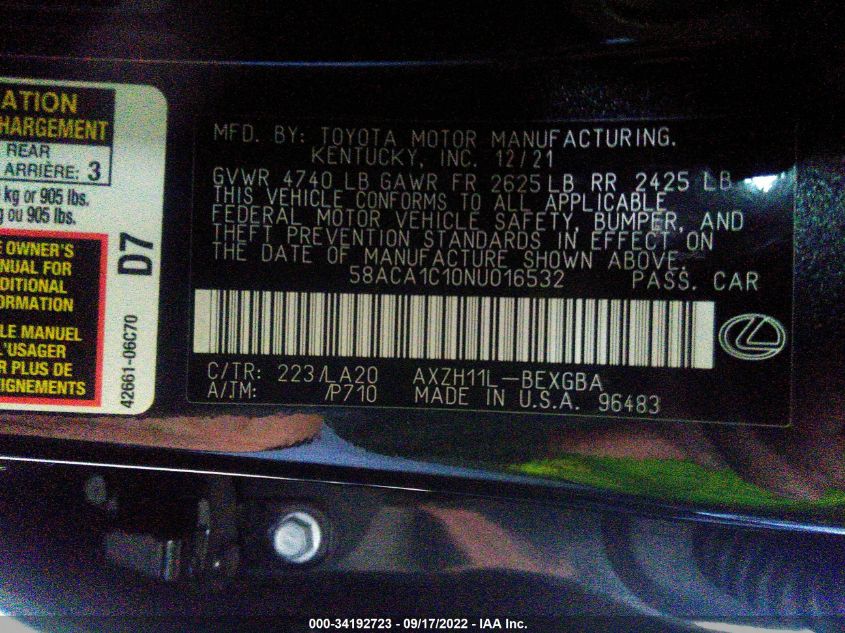 ATION
HARGEMENT
REAR
ARRIÈRE: 3
kg or 905 lbs.
ou 905 lbs.
OWNER'S
NUAL FOR
DITIONAL
ORMATION
LE MANUEL
L'USAGER
R PLUS DE
EIGNEMENTS
D7
42661-06C70
MFD. BY: TOYOTA MOTOR MANUFACTURING.
KENTUCKY, INC. 12/21
GVWR 4740 LB GAWR FR 2625 LB RR 2425 LB
THIS VEHICLE CONFORMS TO ALL APPLICABLE
FEDERAL MOTOR VEHICLE SAFETY, BUMPER, AND
THEFT PREVENTION STANDARDS IN EFFECT ON
THE DATE OF MANUFACTURE SHOWN ABOVE.
58ACA1C10NU016532 PASS. CAR
C/TR: 223/LA20 AXZH11L-BEXGBA
A/TM: /P710 MADE IN U.S.A. 96483
000-34192723 - 09/17/2022 - IAA Inc.